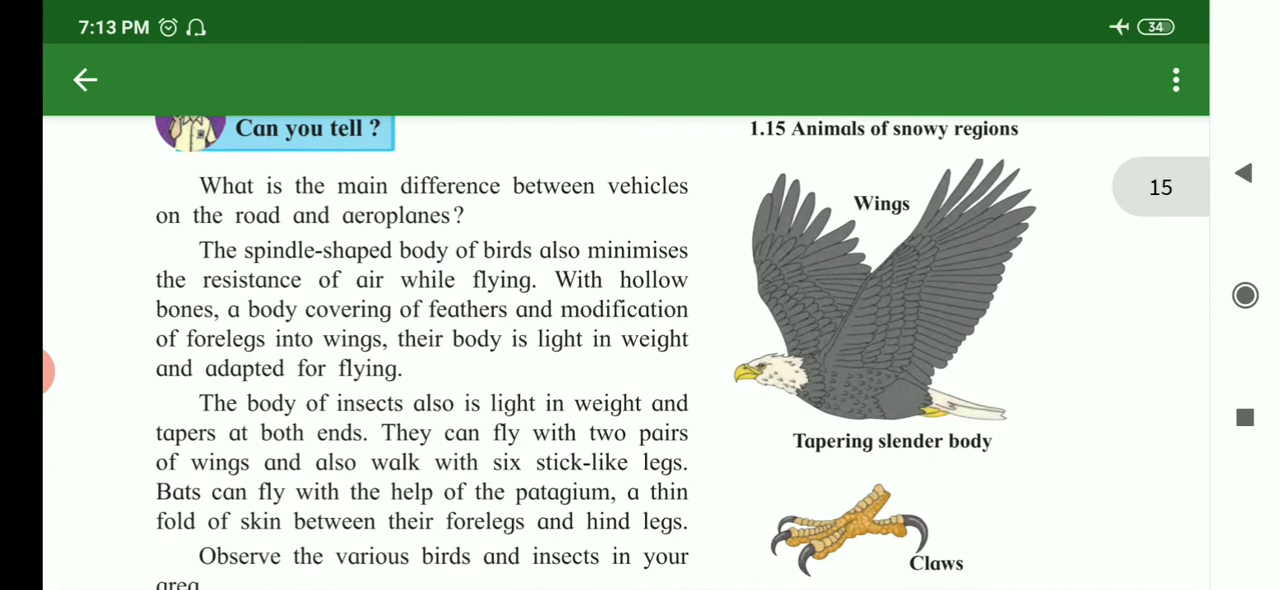 7:13 PM
34
Can you tell ?
What is the main difference between vehicles
on the road and aeroplanes?
The spindle-shaped body of birds also minimises
the resistance of air while flying. With hollow
bones, a body covering of feathers and modification
of forelegs into wings, their body is light in weight
and adapted for flying.
The body of insects also is light in weight and
tapers at both ends. They can fly with two pairs
of wings and also walk with six stick-like legs.
Bats can fly with the help of the patagium, a thin
fold of skin between their forelegs and hind legs.
Observe the various birds and insects in your
area
1.15 Animals of snowy regions
Wings
Tapering slender body
Claws
15